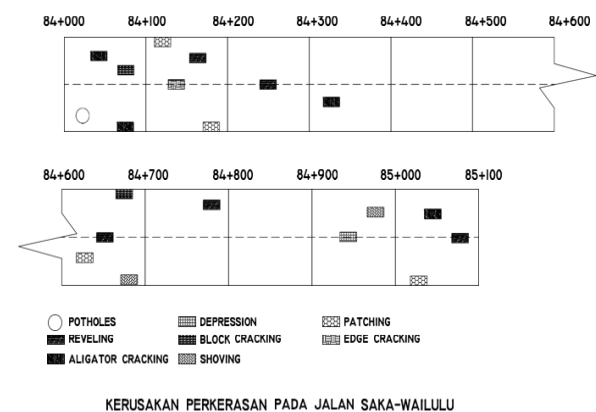 84+000 84+100 84+200 84+300 84+400 84+500 84+600
84+600 84+700 84+800 84+900 85+000 85+100
POTHOLES DEPRESSION PATCHING
REVELING BLOCK CRACKING EDGE CRACKING
ALIGATOR CRACKING SHOVING
KERUSAKAN PERKERASAN PADA JALAN SAKA-WAILULU